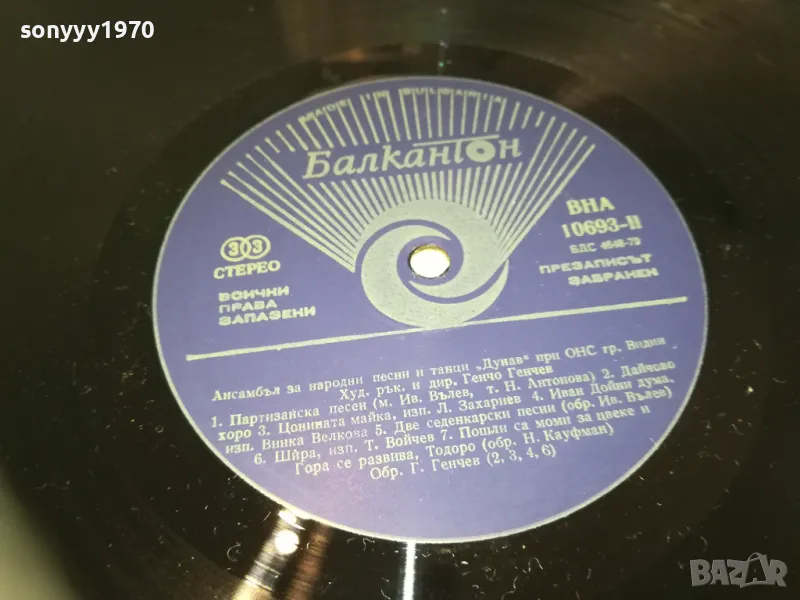 sonyyy1970
Балкантон
33
СТЕРЕО
ВСИЧКИ
ПРАВА
ЗАПАЗЕНИ
ВНА
10693-II
БДС 4648-79
ПРЕЗАПИСЪТ
ЗАБРАНЕН
Ансамбъл за народни песни и танци „Дунав“ при ОНС гр. Видин
Худ. рък. и дир. Генчо Генчев
1. Партизайска песен (м. Ив. Вълев, т. Н. Антонова) 2. Дайчово
хоро 3. Цонината майка, изп. Л. Захариев 4. Иван Дойни дума,
изп. Винка Велкова 5. Две седенкарски песни (обр. Ив. Вълев)
6. Шѝра, изп. Т. Войчев 7. Пошли са моми за цвеке и
Гора се развива, Тодоро (обр. Н. Кауфман)
Обр. Г. Генчев (2, 3, 4, 6)
BAZAR